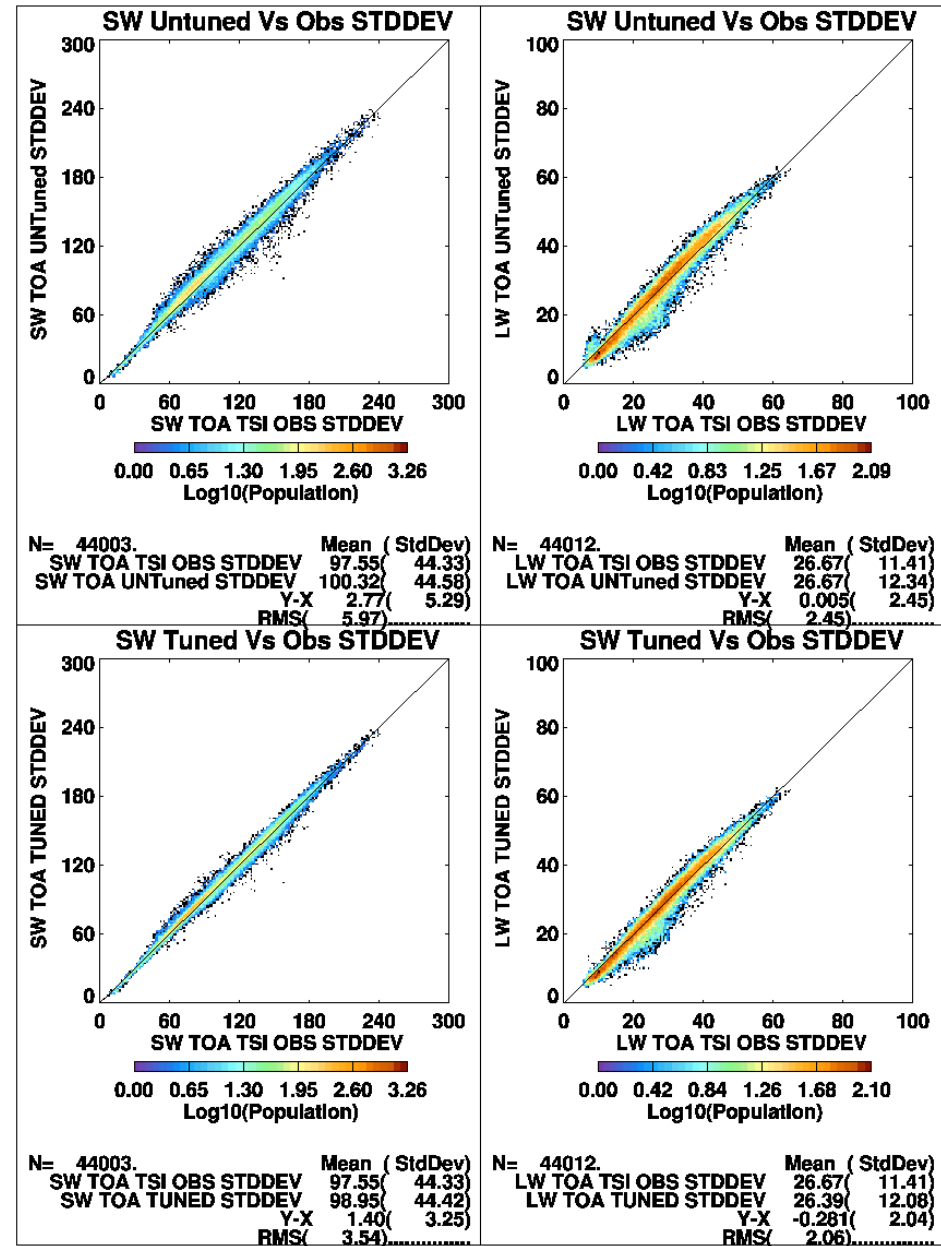 SW Untuned Vs Obs STDDEV
300
240
180
120
60
0
SW TOA UNTuned STDDEV
0 60 120 180 240 300
SW TOA TSI OBS STDDEV
0.00 0.65 1.30 1.95 2.60 3.26
Log10(Population)
N= 44003. Mean ( StdDev)
SW TOA TSI OBS STDDEV 97.55( 44.33)
SW TOA UNTuned STDDEV 100.32( 44.58)
Y-X 2.77( 5.29)
RMS( 5.97)...............
SW Untuned Vs Obs STDDEV
100
80
60
40
20
0
LW TOA UNTuned STDDEV
0 20 40 60 80 100
LW TOA TSI OBS STDDEV
0.00 0.42 0.83 1.25 1.67 2.09
Log10(Population)
N= 44012. Mean ( StdDev)
LW TOA TSI OBS STDDEV 26.67( 11.41)
LW TOA UNTuned STDDEV 26.67( 12.34)
Y-X 0.005( 2.45)
RMS( 2.45)...............
SW Tuned Vs Obs STDDEV
300
240
180
120
60
0
SW TOA TUNED STDDEV
0 60 120 180 240 300
SW TOA TSI OBS STDDEV
0.00 0.65 1.30 1.95 2.60 3.26
Log10(Population)
N= 44003. Mean ( StdDev)
SW TOA TSI OBS STDDEV 97.55( 44.33)
SW TOA TUNED STDDEV 98.95( 44.42)
Y-X 1.40( 3.25)
RMS( 3.54)...............
SW Tuned Vs Obs STDDEV
100
80
60
40
20
0
LW TOA TUNED STDDEV
0 20 40 60 80 100
LW TOA TSI OBS STDDEV
0.00 0.42 0.84 1.26 1.68 2.10
Log10(Population)
N= 44012. Mean ( StdDev)
LW TOA TSI OBS STDDEV 26.67( 11.41)
LW TOA TUNED STDDEV 26.39( 12.08)
Y-X -0.281( 2.04)
RMS( 2.06)...............